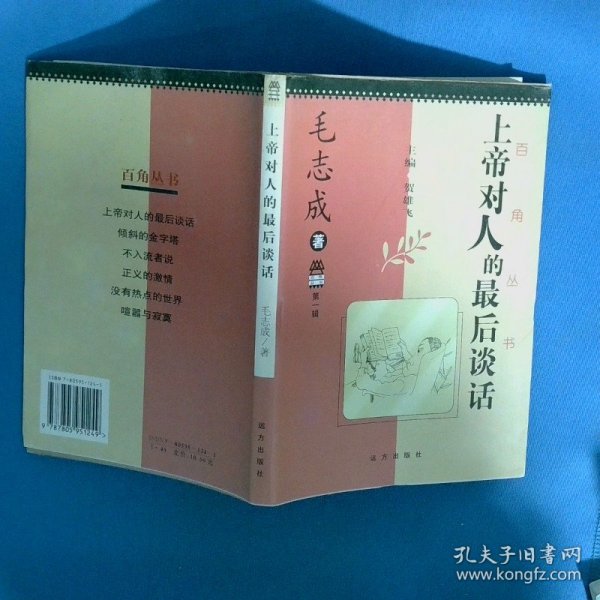 百角丛书
上帝对人的最后谈话
倾斜的金字塔
不入流者说
正义的激情
没有热点的世界
喧嚣与寂寞
9787805951249
上帝对人的最后谈话
毛志成/著
远方出版社
百角丛书
上帝对人的最后谈话
主编 贺雄飞
毛志成
著
第一辑
远方出版社
孔夫子旧书网
www.kongfz.com